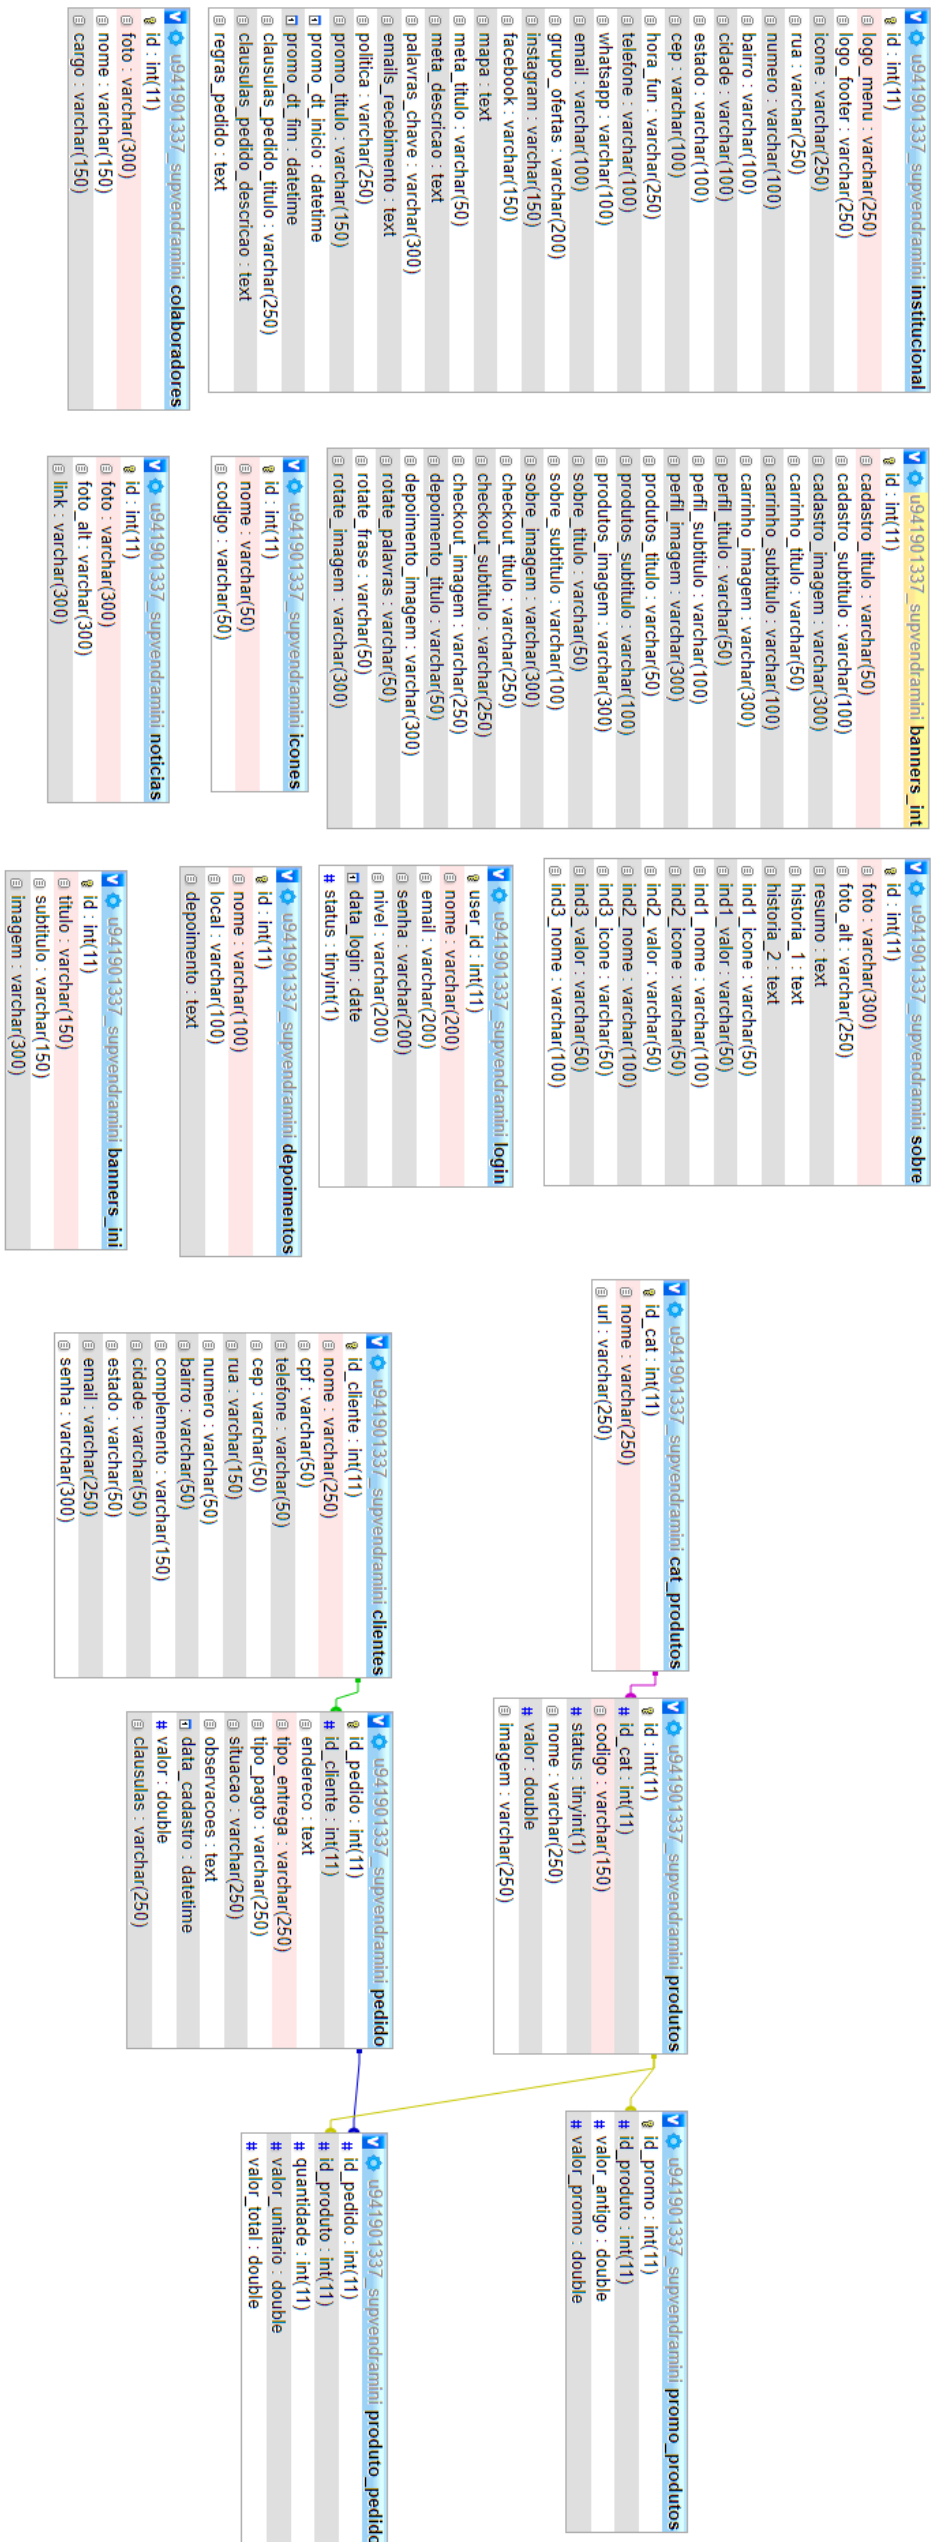 u941901337_supvendramini institucional
id : int(11)
logo_menu : varchar(250)
logo_footer : varchar(250)
icone : varchar(250)
rua : varchar(250)
numero : varchar(100)
bairro : varchar(100)
cidade : varchar(100)
estado : varchar(100)
cep : varchar(100)
hora_fun : varchar(250)
telefone : varchar(100)
whatsapp : varchar(100)
email : varchar(100)
grupo_ofertas : varchar(200)
instagram : varchar(150)
facebook : varchar(150)
mapa : text
meta_titulo : varchar(50)
meta_descricao : text
palavras_chave : varchar(300)
emails_recebimento : text
politica : varchar(250)
promo_titulo : varchar(150)
promo_dt_inicio : datetime
promo_dt_fim : datetime
clausulas_pedido_titulo : varchar(250)
clausulas_pedido_descricao : text
regras_pedido : text
u941901337_supvendramini colaboradores
id : int(11)
foto : varchar(300)
nome : varchar(150)
cargo : varchar(150)
u941901337_supvendramini banners_int
id : int(11)
cadastro_titulo : varchar(50)
cadastro_subtitulo : varchar(100)
cadastro_imagem : varchar(300)
carrinho_titulo : varchar(50)
carrinho_subtitulo : varchar(100)
carrinho_imagem : varchar(300)
perfil_titulo : varchar(50)
perfil_subtitulo : varchar(100)
perfil_imagem : varchar(300)
produtos_titulo : varchar(50)
produtos_subtitulo : varchar(100)
produtos_imagem : varchar(300)
sobre_titulo : varchar(50)
sobre_subtitulo : varchar(100)
sobre_imagem : varchar(300)
checkout_titulo : varchar(250)
checkout_subtitulo : varchar(250)
checkout_imagem : varchar(250)
depoimento_titulo : varchar(50)
depoimento_imagem : varchar(300)
rotate_palavras : varchar(50)
rotate_frase : varchar(50)
rotate_imagem : varchar(300)
u941901337_supvendramini icones
id : int(11)
nome : varchar(50)
codigo : varchar(50)
u941901337_supvendramini noticias
id : int(11)
foto : varchar(300)
foto_alt : varchar(300)
link : varchar(300)
u941901337_supvendramini sobre
id : int(11)
foto : varchar(300)
foto_alt : varchar(250)
resumo : text
historia_1 : text
historia_2 : text
ind1_icone : varchar(50)
ind1_valor : varchar(50)
ind1_nome : varchar(100)
ind2_icone : varchar(50)
ind2_valor : varchar(50)
ind2_nome : varchar(100)
ind3_icone : varchar(50)
ind3_valor : varchar(50)
ind3_nome : varchar(100)
u941901337_supvendramini login
user_id : int(11)
nome : varchar(200)
email : varchar(200)
senha : varchar(200)
nivel : varchar(200)
data_login : date
status : tinyint(1)
u941901337_supvendramini depoimentos
id : int(11)
nome : varchar(100)
local : varchar(100)
depoimento : text
u941901337_supvendramini banners_ini
id : int(11)
titulo : varchar(150)
subtitulo : varchar(150)
imagem : varchar(300)
u941901337_supvendramini cat_produtos
id_cat : int(11)
nome : varchar(250)
url : varchar(250)
u941901337_supvendramini clientes
id_cliente : int(11)
nome : varchar(250)
cpf : varchar(50)
telefone : varchar(50)
cep : varchar(50)
rua : varchar(150)
numero : varchar(50)
bairro : varchar(50)
complemento : varchar(150)
cidade : varchar(50)
estado : varchar(50)
email : varchar(250)
senha : varchar(300)
u941901337_supvendramini produtos
id : int(11)
id_cat : int(11)
codigo : varchar(150)
status : tinyint(1)
nome : varchar(250)
valor : double
imagem : varchar(250)
u941901337_supvendramini pedido
id_pedido : int(11)
id_cliente : int(11)
endereco : text
tipo_entrega : varchar(250)
tipo_pagto : varchar(250)
situacao : varchar(250)
observacoes : text
data_cadastro : datetime
valor : double
clausulas : varchar(250)
u941901337_supvendramini promo_produtos
id_promo : int(11)
id_produto : int(11)
valor_antigo : double
valor_promo : double
u941901337_supvendramini produto_pedido
id_pedido : int(11)
id_produto : int(11)
quantidade : int(11)
valor_unitario : double
valor_total : double